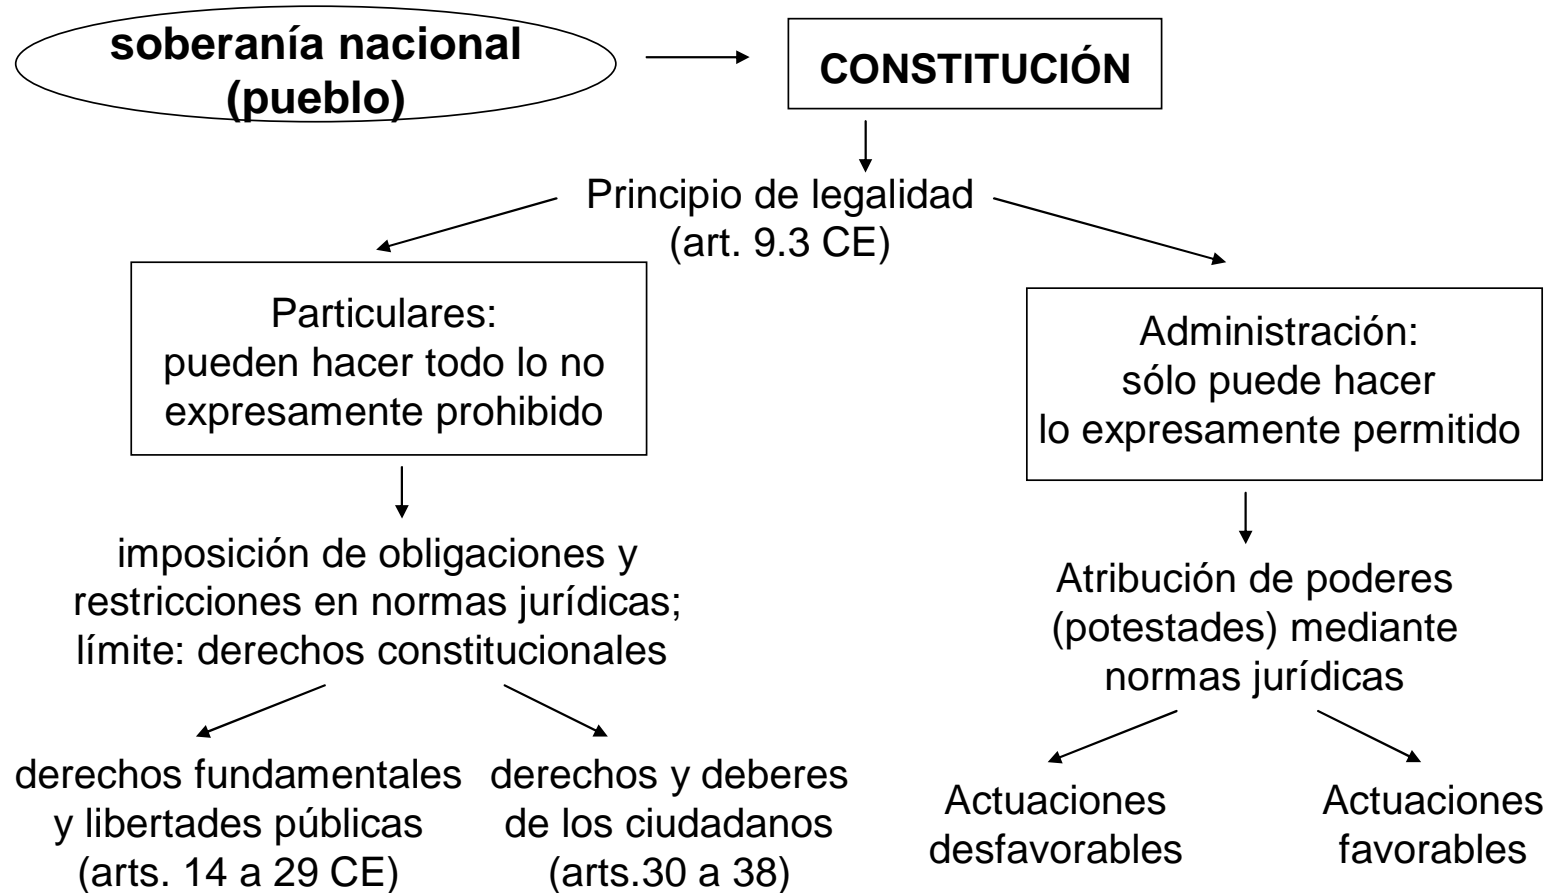 soberanía nacional
(pueblo)
CONSTITUCIÓN
Principio de legalidad
(art. 9.3 CE)
Particulares:
pueden hacer todo lo no
expresamente prohibido
Administración:
sólo puede hacer
lo expresamente permitido
imposición de obligaciones y
restricciones en normas jurídicas;
límite: derechos constitucionales
Atribución de poderes
(potestades) mediante
normas jurídicas
derechos fundamentales
y libertades públicas
(arts. 14 a 29 CE)
derechos y deberes
de los ciudadanos
(arts.30 a 38)
Actuaciones
desfavorables
Actuaciones
favorables